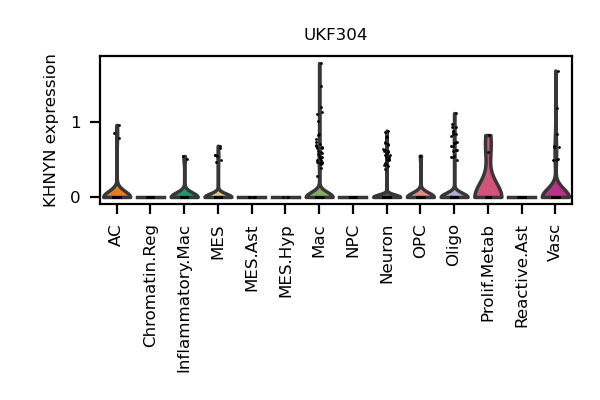 UKF304
KHNYN expression
1
0
AC
Chromatin.Reg
Inflammatory.Mac
MES
MES.Ast
MES.Hyp
Mac
NPC
Neuron
OPC
Oligo
Prolif.Metab
Reactive.Ast
Vasc